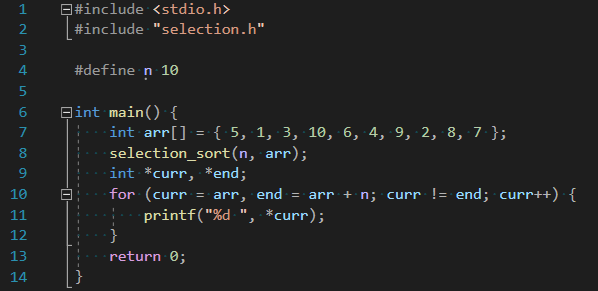 1 #include <stdio.h>
2 #include "selection.h"
3
4 #define n 10
5
6 int main() {
7 int arr[] = { 5, 1, 3, 10, 6, 4, 9, 2, 8, 7 };
8 selection_sort(n, arr);
9 int *curr, *end;
10 for (curr = arr, end = arr + n; curr != end; curr++) {
11 printf("%d ", *curr);
12 }
13 return 0;
14 }